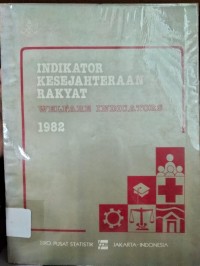 INDIKATOR
KESEJAHTERAAN
RAKYAT
WELFARE INDICATORS
1982
BIRO PUSAT STATISTIK
JAKARTA - INDONESIA